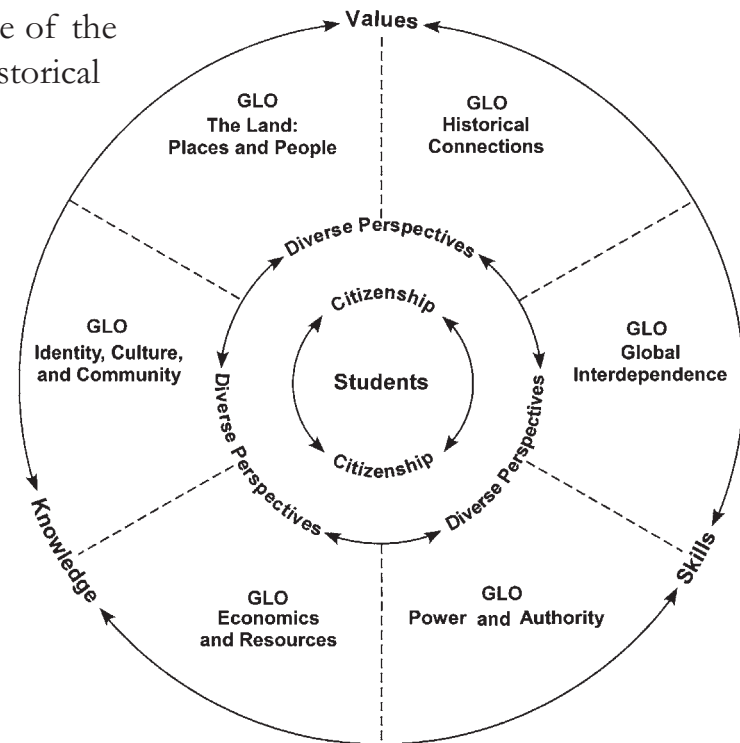 e of the
storical
Values
GLO
The Land:
Places and People
GLO
Historical
Connections
Diverse Perspectives
GLO
Identity, Culture,
and Community
Citizenship
Students
Citizenship
GLO
Global
Interdependence
Diverse Perspectives
Diverse Perspectives
Knowledge
Skills
GLO
Economics
and Resources
GLO
Power and Authority